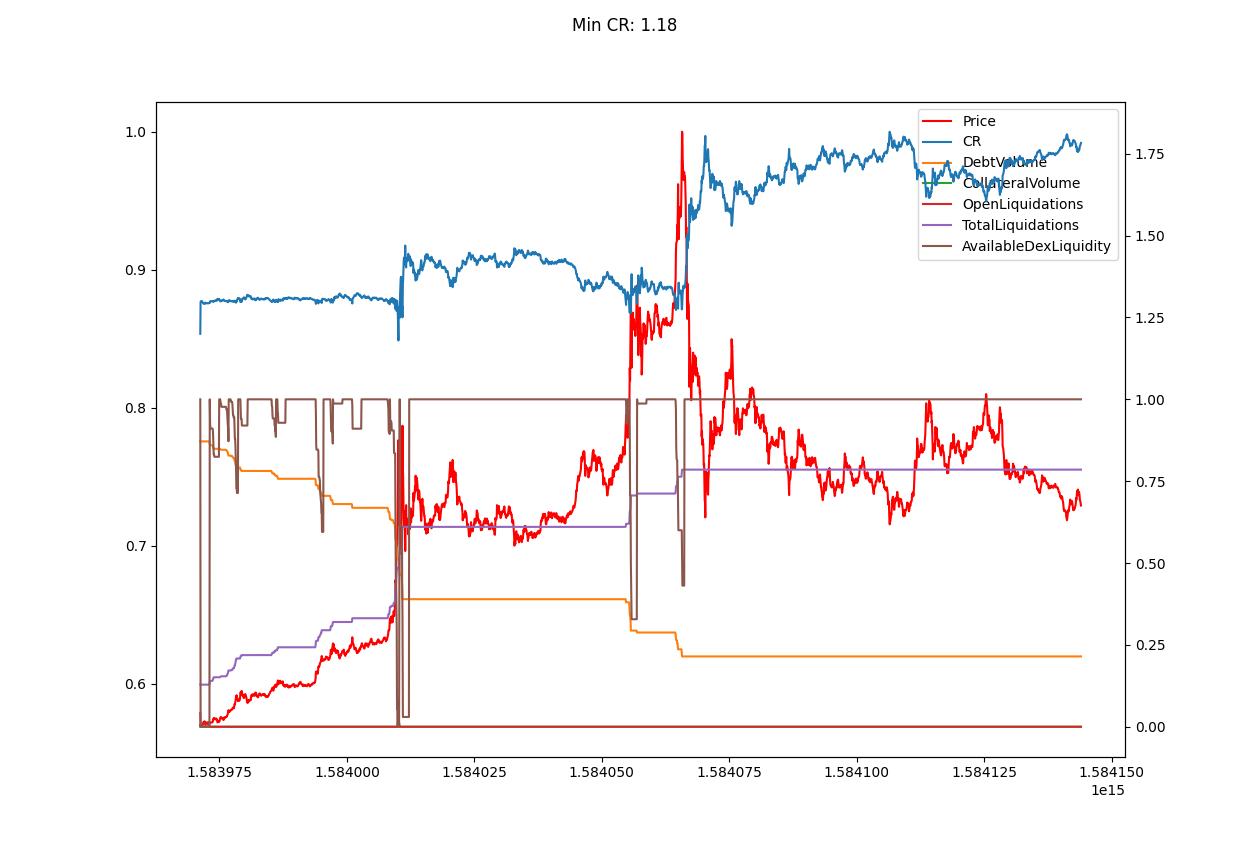 Min CR: 1.18
1.0
0.9
0.8
0.7
0.6
1.75
1.50
1.25
1.00
0.75
0.50
0.25
0.00
Price
CR
DebtVolume
CollateralVolume
OpenLiquidations
TotalLiquidations
AvailableDexLiquidity
1.583975 1.584000 1.584025 1.584050 1.584075 1.584100 1.584125 1.584150
1e15